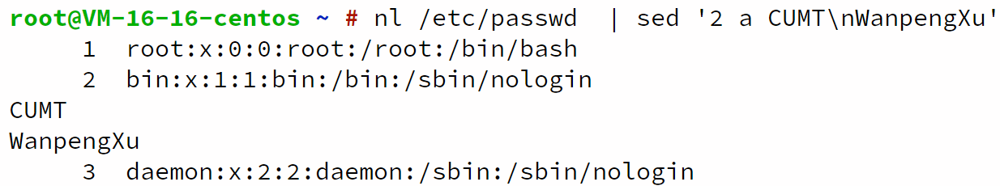 root@VM-16-16-centos ~ # nl /etc/passwd  | sed '2 a CUMT\nWanpengXu'
     1  root:x:0:0:root:/root:/bin/bash
     2  bin:x:1:1:bin:/bin:/sbin/nologin
CUMT
WanpengXu
     3  daemon:x:2:2:daemon:/sbin:/sbin/nologin